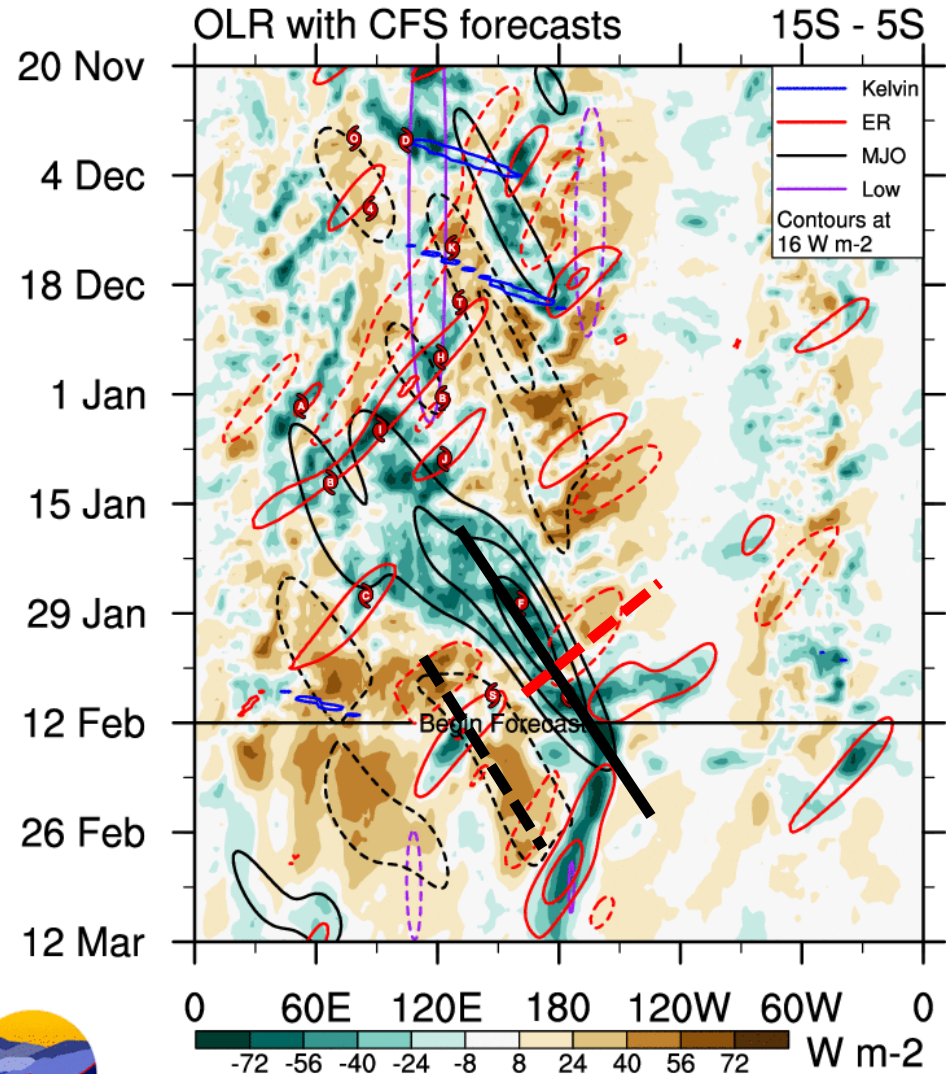 OLR with CFS forecasts 15S - 5S
20 Nov
4 Dec
18 Dec
1 Jan
15 Jan
29 Jan
12 Feb
26 Feb
12 Mar
Kelvin
ER
MJO
Low
Contours at
16 W m-2
O
D
4
K
T
H
A
B
I
J
B
C
F
S
Begin Forecast
0 60E 120E 180 120W 60W 0
-72 -56 -40 -24 -8 8 24 40 56 72 W m-2